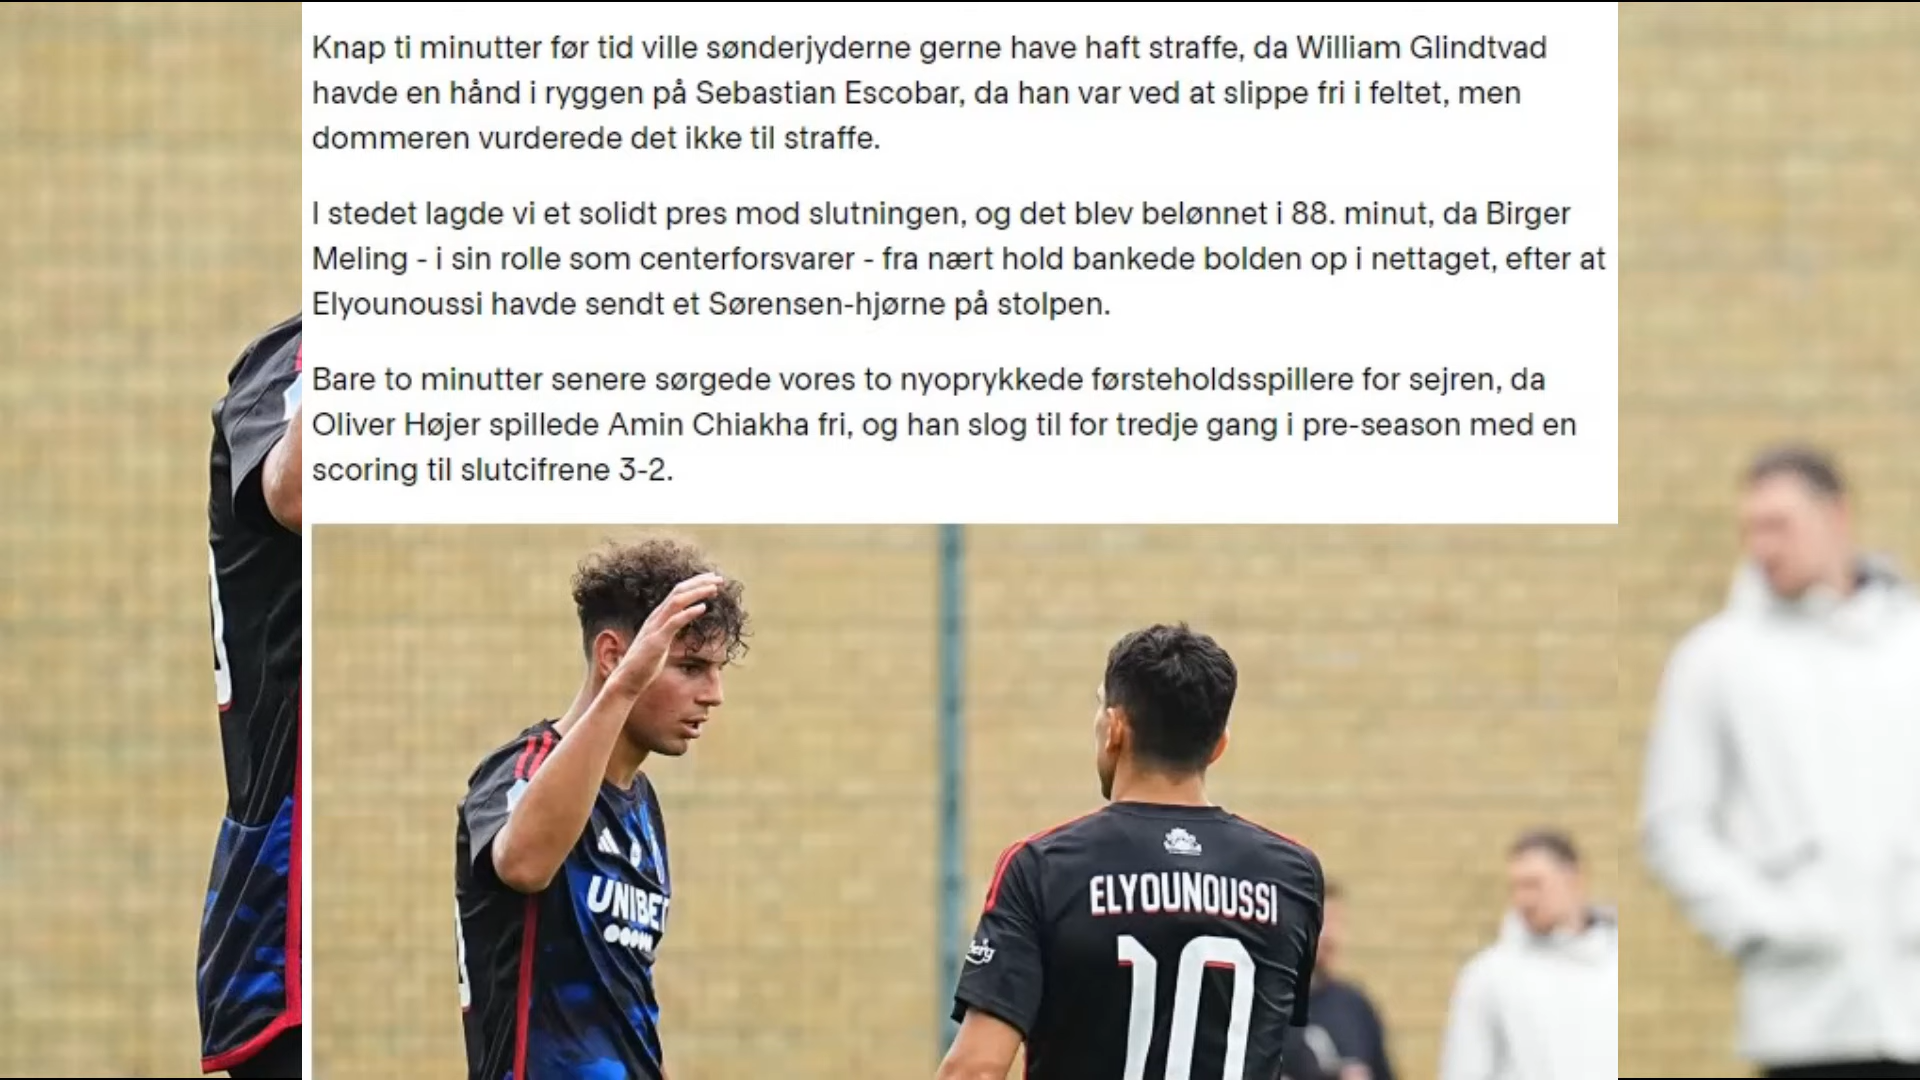 Knap ti minutter før tid ville sønderjyderne gerne have haft straffe, da William Glindtvad
havde en hånd i ryggen på Sebastian Escobar, da han var ved at slippe fri i feltet, men
dommeren vurderede det ikke til straffe.
I stedet lagde vi et solidt pres mod slutningen, og det blev belønnet i 88. minut, da Birger
Meling - i sin rolle som centerforsvarer - fra nært hold bankede bolden op i nettaget, efter at
Elyounoussi havde sendt et Sørensen-hjørne på stolpen.
Bare to minutter senere sørgede vores to nyoprykkede førsteholdsspillere for sejren, da
Oliver Højer spillede Amin Chiakha fri, og han slog til for tredje gang i pre-season med en
scoring til slutcifrene 3-2.
UNIBET
ELYOUNOUSSI
10